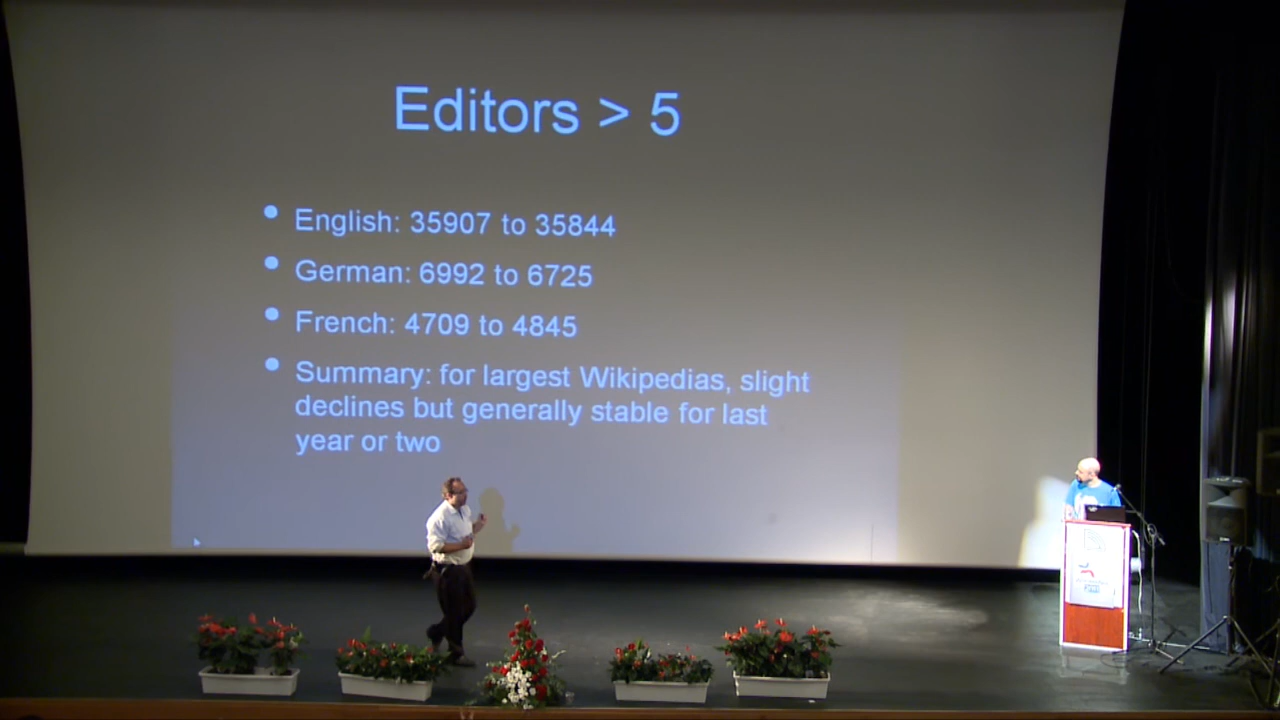 Editors > 5
• English: 35907 to 35844
• German: 6992 to 6725
• French: 4709 to 4845
• Summary: for largest Wikipedias, slight
declines but generally stable for last
year or two